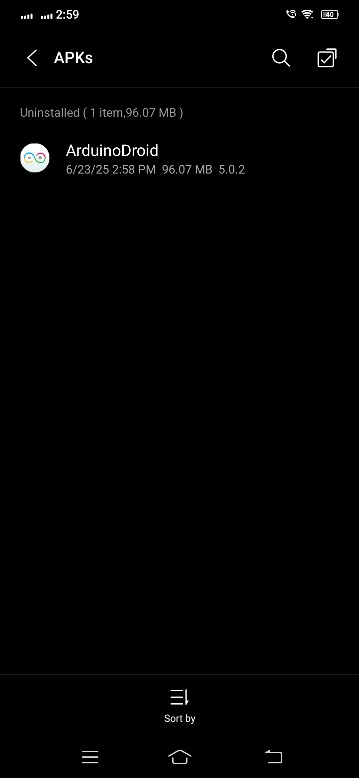 2:59
40
APKs
Uninstalled ( 1 item,96.07 MB )
ArduinoDroid
6/23/25 2:58 PM 96.07 MB 5.0.2
Sort by